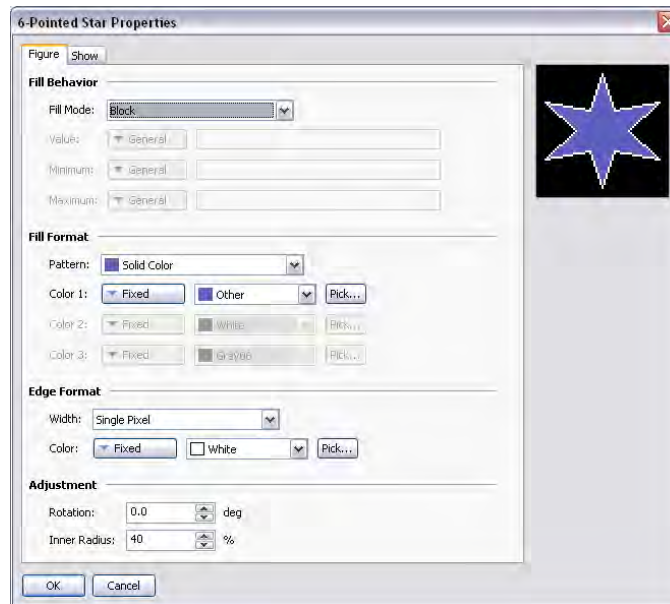 6-Pointed Star Properties
Figure Show
Fill Behavior
Fill Mode: Block
Value: General
Minimum: General
Maximum: General
Fill Format
Pattern: Solid Color
Color 1: Fixed Other Pick...
Color 2: Fixed White Pick...
Color 3: Fixed Pick...
Edge Format
Width: Single Pixel
Color: Fixed White Pick...
Adjustment
Rotation: 0.0 deg
Inner Radius: 40 %
OK Cancel